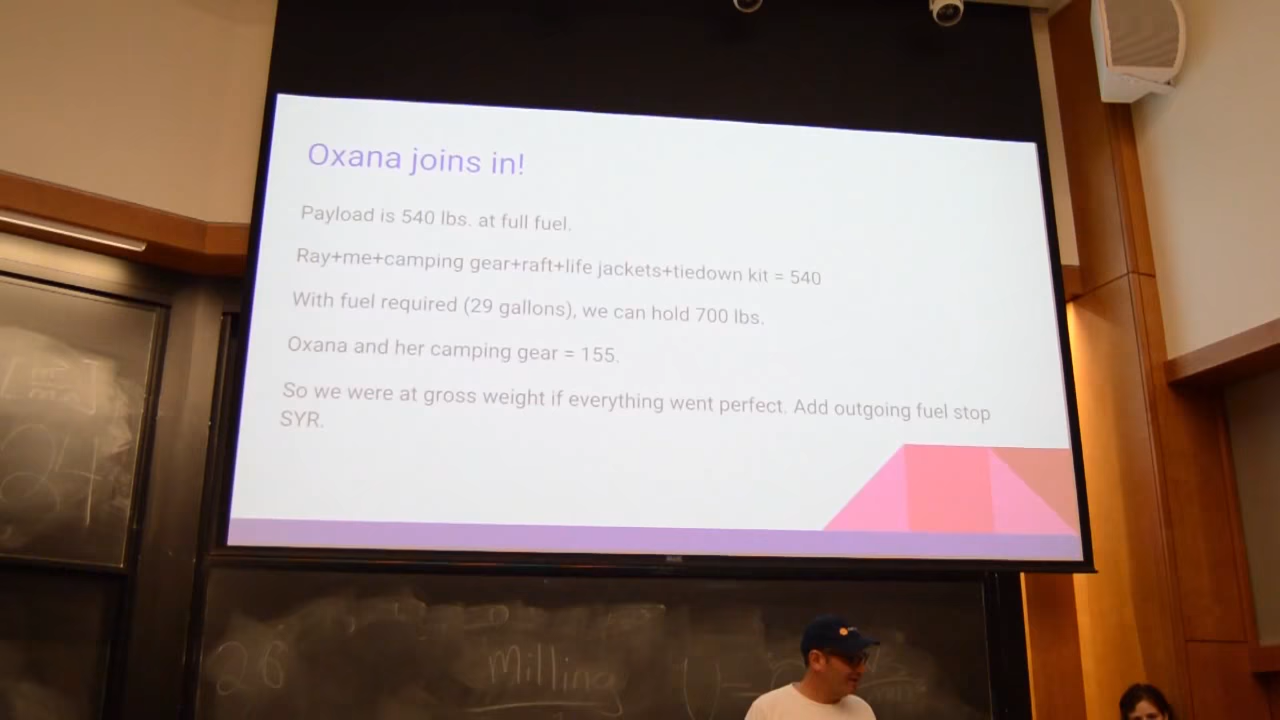 Oxana joins in!
Payload is 540 lbs. at full fuel.
Ray+me+camping gear+raft+life jackets+tiedown kit = 540
With fuel required (29 gallons), we can hold 700 lbs.
Oxana and her camping gear = 155.
So we were at gross weight if everything went perfect. Add outgoing fuel stop
SYR.
26
Milling